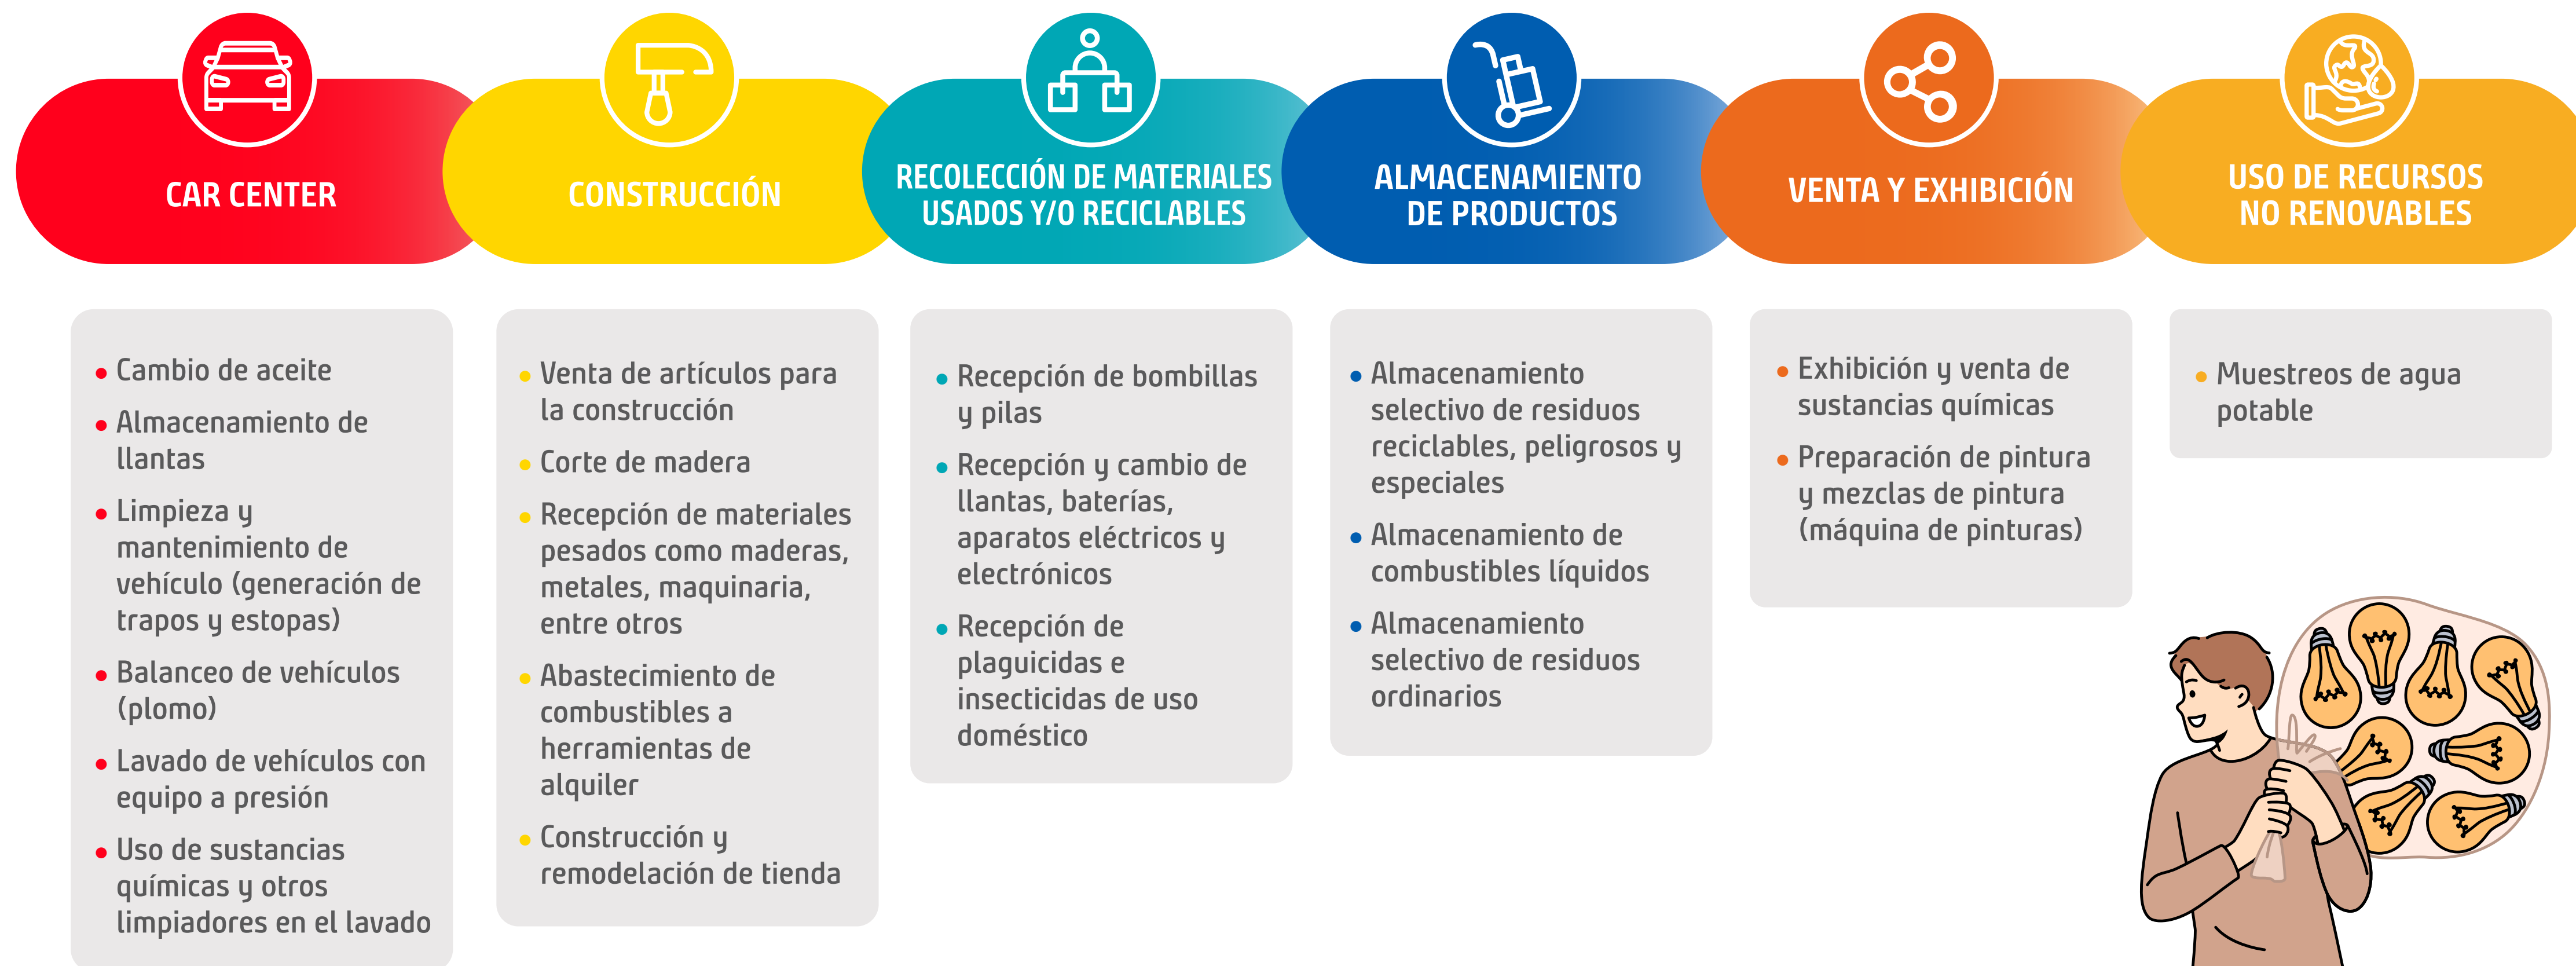 CAR CENTER
CONSTRUCCIÓN
RECOLECCIÓN DE MATERIALES
USADOS Y/O RECICLABLES
ALMACENAMIENTO
DE PRODUCTOS
VENTA Y EXHIBICIÓN
USO DE RECURSOS
NO RENOVABLES
• Cambio de aceite
• Almacenamiento de
llantas
• Limpieza y
mantenimiento de
vehículo (generación de
trapos y estopas)
• Balanceo de vehículos
(plomo)
• Lavado de vehículos con
equipo a presión
• Uso de sustancias
químicas y otros
limpiadores en el lavado
• Venta de artículos para
la construcción
• Corte de madera
• Recepción de materiales
pesados como maderas,
metales, maquinaria,
entre otros
• Abastecimiento de
combustibles a
herramientas de
alquiler
• Construcción y
remodelación de tienda
• Recepción de bombillas
y pilas
• Recepción y cambio de
llantas, baterías,
aparatos eléctricos y
electrónicos
• Recepción de
plaguicidas e
insecticidas de uso
doméstico
• Almacenamiento
selectivo de residuos
reciclables, peligrosos y
especiales
• Almacenamiento de
combustibles líquidos
• Almacenamiento
selectivo de residuos
ordinarios
• Exhibición y venta de
sustancias químicas
• Preparación de pintura
y mezclas de pintura
(máquina de pinturas)
• Muestreos de agua
potable